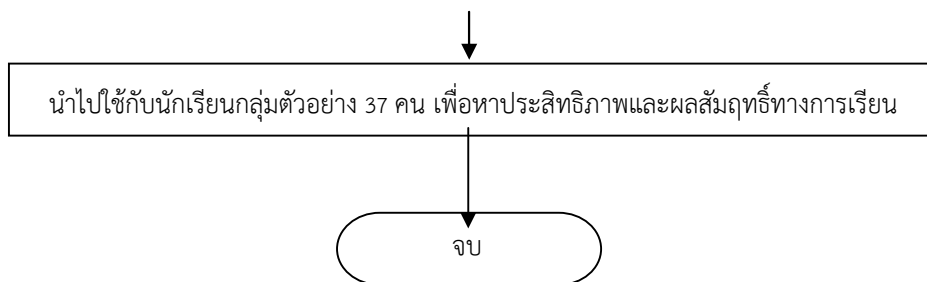 นำไปใช้กับนักเรียนกลุ่มตัวอย่าง 37 คน เพื่อหาประสิทธิภาพและผลสัมฤทธิ์ทางการเรียน
จบ